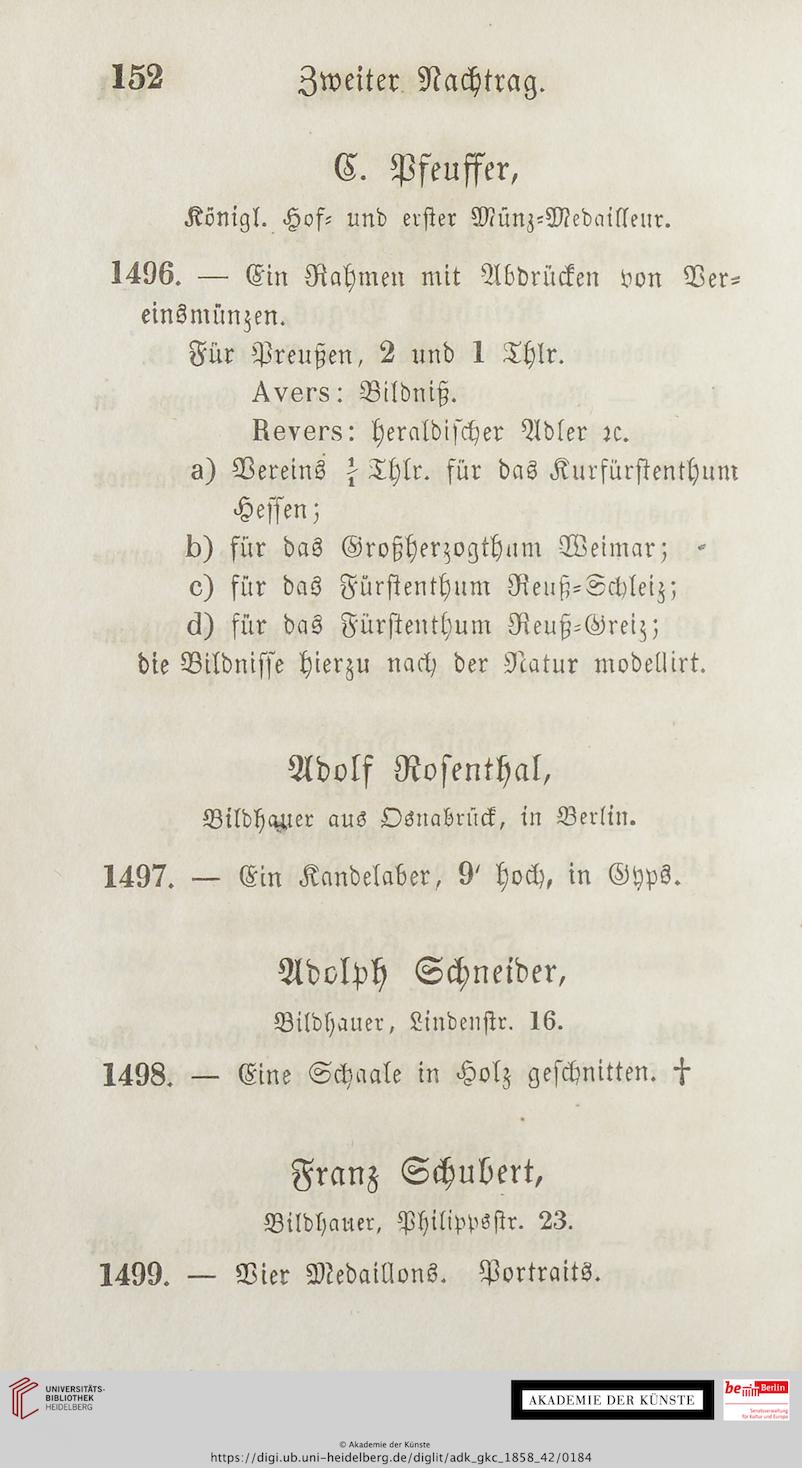 152 Zweiter Nachtrag.
C. Pfeuffer,
Königl. Hof- und erster Münz-Medailleur.
1496. — Ein Rahmen mit Abdrücken von Ver-
einsmünzen.
Für Preußen, 2 und 1 Thlr.
Avers: Bildniß.
Revers: heraldischer Adler ꝛc.
a) Vereins 1/1 Thlr. für das Kurfürstenthum
Hessen;
b) für das Großherzogthum Weimar;
c) für das Fürstenthum Reuß-Schleiz;
d) für das Fürstenthum Reuß-Greiz;
die Bildnisse hierzu nach der Natur modellirt.
Adolf Rosenthal,
Bildhauer aus Osnabrück, in Berlin.
1497. — Ein Kandelaber, 9' hoch, in Gyps.
Adolph Schneider,
Bildhauer, Lindenstr. 16.
1498. — Eine Schaale in Holz geschnitten. †
Franz Schubert,
Bildhauer, Philippsstr. 23.
1499. — Vier Medaillons. Portraits.
UNIVERSITÄTS-
BIBLIOTHEK
HEIDELBERG
AKADEMIE DER KÜNSTE
be Berlin
Senatsverwaltung
für Kultur und Europa
© Akademie der Künste
https://digi.ub.uni-heidelberg.de/diglit/adk_gkc_1858_42/0184